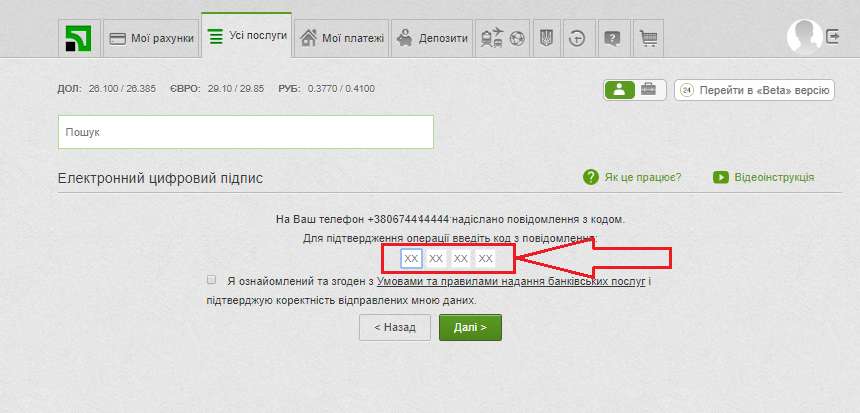 Мої рахунки
Усі послуги
Мої платежі
Депозити
ДОЛ: 26.100 / 26.385 ЄВРО: 29.10 / 29.85 РУБ: 0.3770 / 0.4100
24 Перейти в «Beta» версію
Пошук
Електронний цифровий підпис
? Як це працює?
Відеоінструкція
На Ваш телефон +380674444444 надіслано повідомлення з кодом.
Для підтвердження операції введіть код з повідомлення:
XX XX XX XX
Я ознайомлений та згоден з Умовами та правилами надання банківських послуг і
підтверджую коректність відправлених мною даних.
< Назад
Далі >